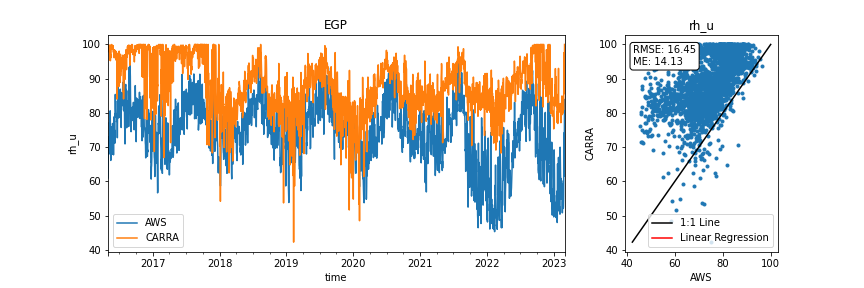 EGP
rh_u
100
90
80
70
60
50
40
rh_u
AWS
CARRA
2017
2018
2019
2020
2021
2022
2023
time
RMSE: 16.45
ME: 14.13
100
90
80
70
60
50
40
CARRA
1:1 Line
Linear Regression
40
60
80
100
AWS